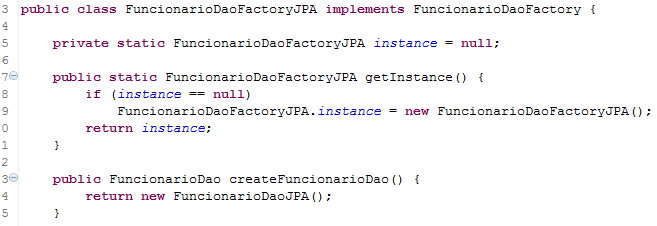 3 public class FuncionarioDaoFactoryJPA implements FuncionarioDaoFactory {
4
5     private static FuncionarioDaoFactoryJPA instance = null;
6
7     public static FuncionarioDaoFactoryJPA getInstance() {
8         if (instance == null)
9             FuncionarioDaoFactoryJPA.instance = new FuncionarioDaoFactoryJPA();
0         return instance;
1     }
2
3     public FuncionarioDao createFuncionarioDao() {
4         return new FuncionarioDaoJPA();
5     }